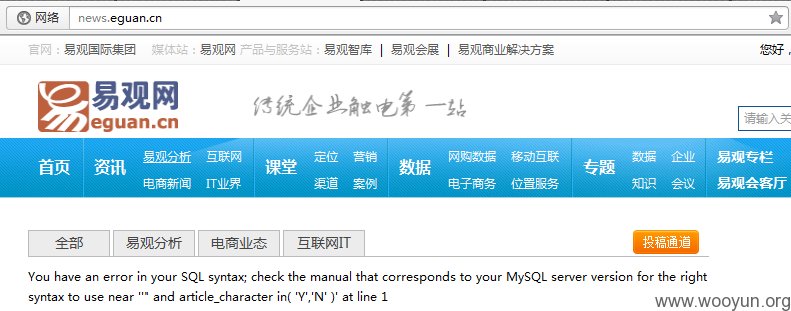 网络 news.eguan.cn
官网：易观国际集团 媒体站：易观网 产品与服务站：易观智库 | 易观会展 | 易观商业解决方案 您好，
易观网
eguan.cn
传统企业触电第一站
请输入关
首页 资讯 易观分析 互联网 课堂 定位 营销 数据 网购数据 移动互联 专题 数据 企业 易观专栏
电商新闻 IT业界 渠道 案例 电子商务 位置服务 知识 会议 易观会客厅
全部 易观分析 电商业态 互联网IT 投稿通道
You have an error in your SQL syntax; check the manual that corresponds to your MySQL server version for the right
syntax to use near ''" and article_character in( 'Y','N' )' at line 1
www.wooyun.org